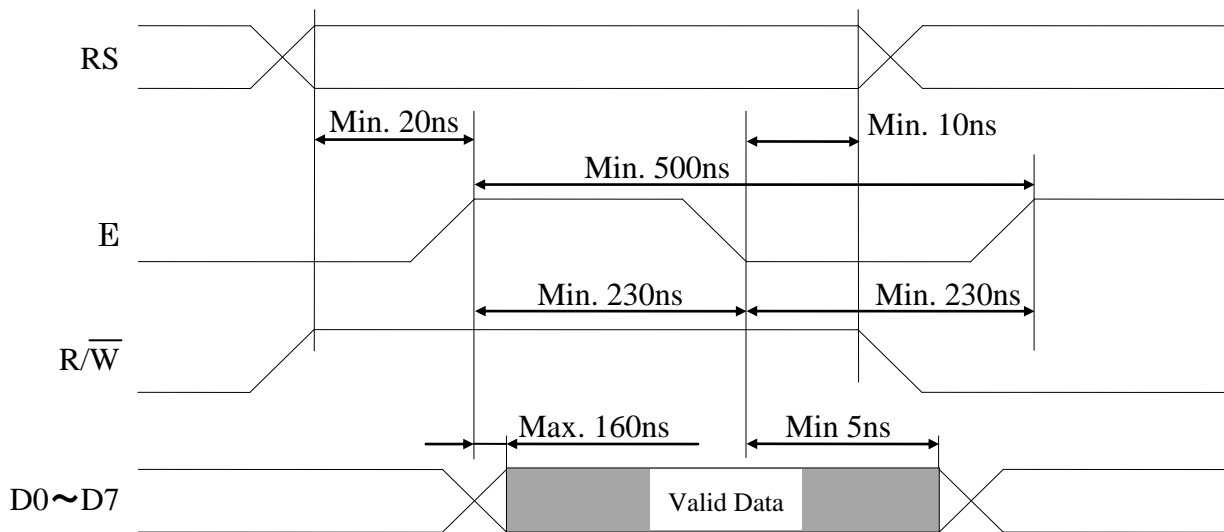 RS
Min. 20ns
Min. 10ns
Min. 500ns
E
Min. 230ns
Min. 230ns
R/W̅
Max. 160ns
Min 5ns
D0~D7
Valid Data